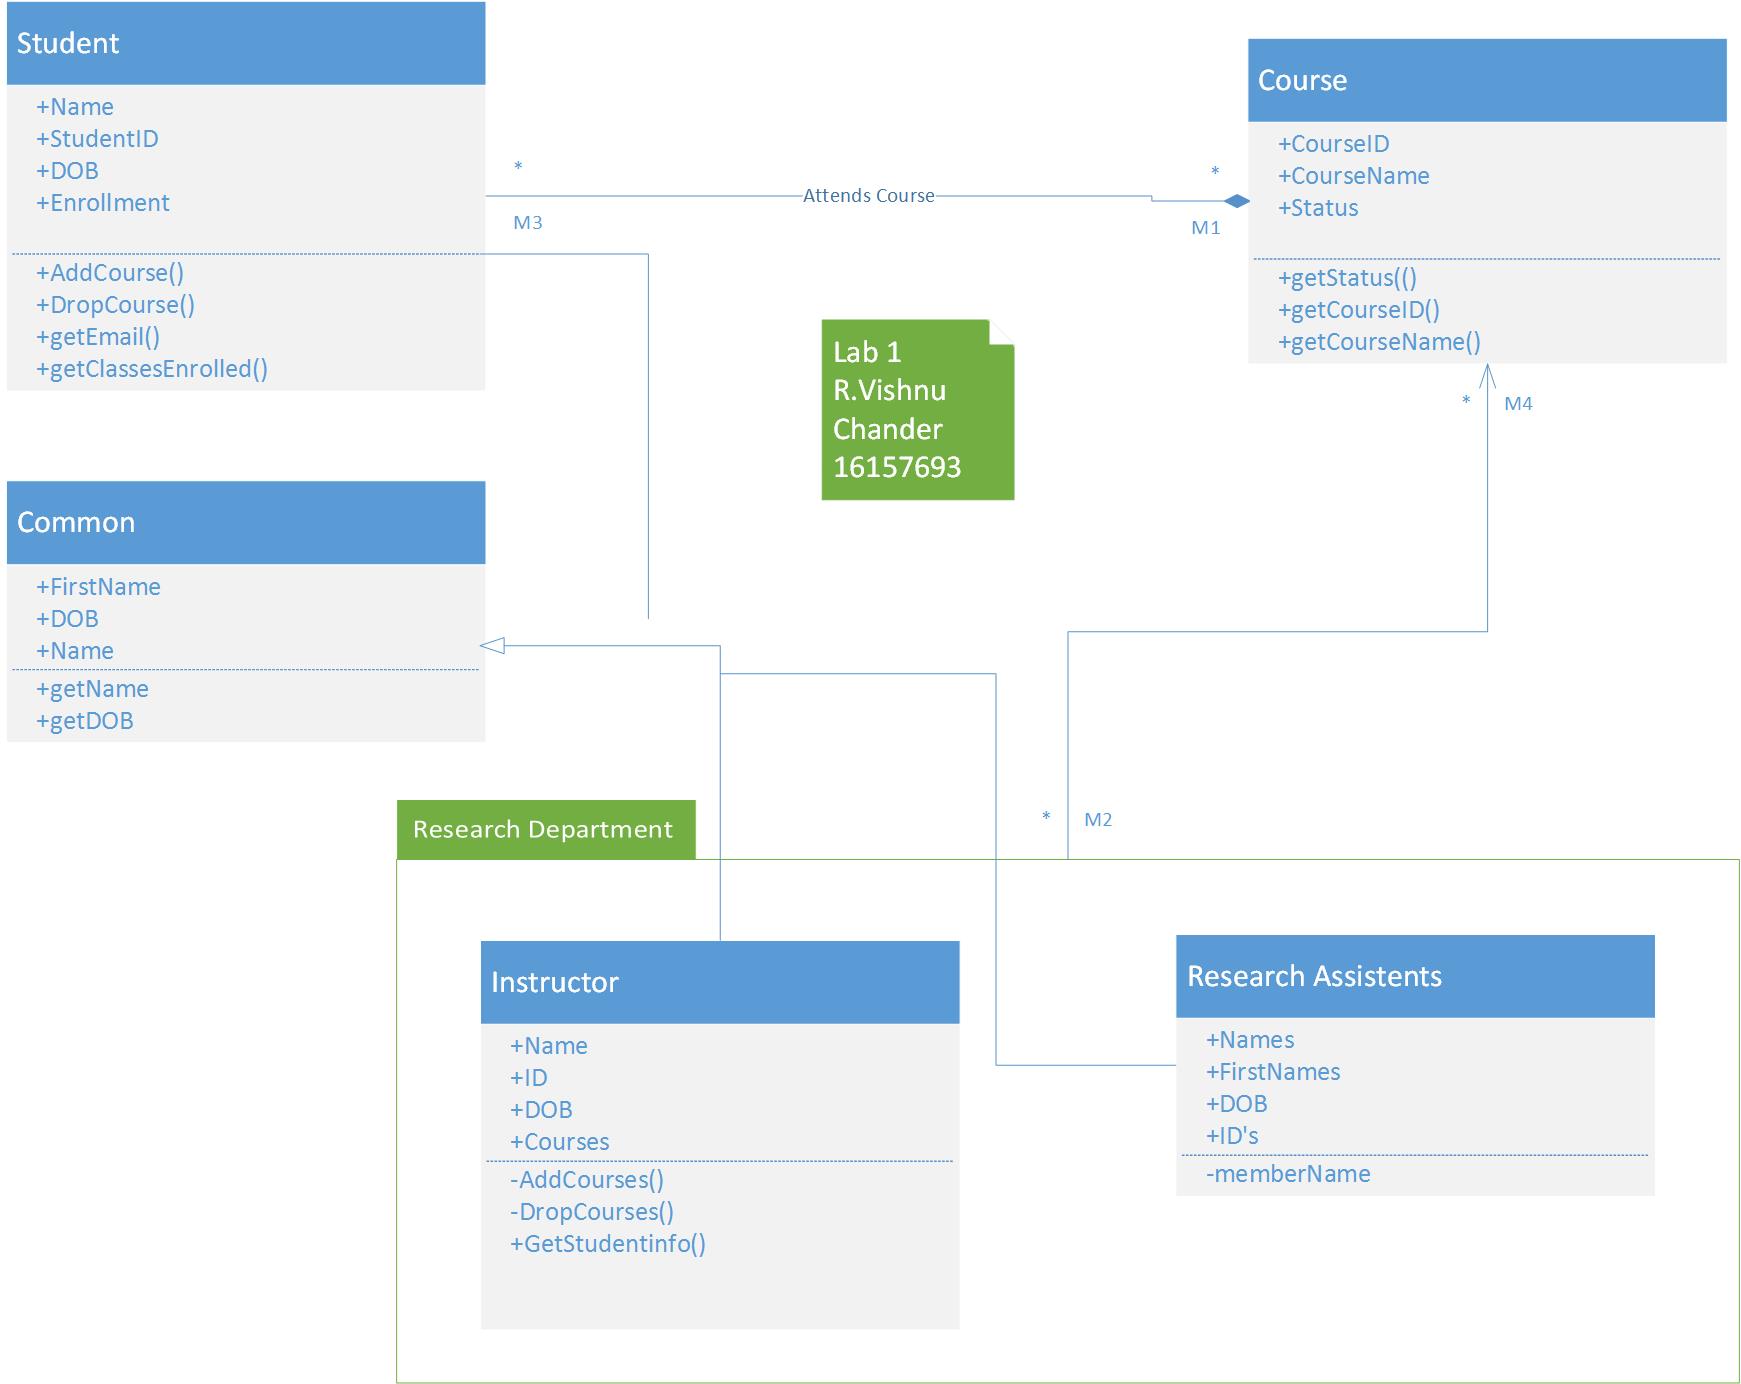 Student
+Name
+StudentID
+DOB
+Enrollment
+AddCourse()
+DropCourse()
+getEmail()
+getClassesEnrolled()
*
M3
Attends Course
*
M1
Course
+CourseID
+CourseName
+Status
+getStatus(()
+getCourseID()
+getCourseName()
*
M4
Lab 1
R.Vishnu
Chander
16157693
Common
+FirstName
+DOB
+Name
+getName
+getDOB
*
M2
Research Department
Instructor
+Name
+ID
+DOB
+Courses
-AddCourses()
-DropCourses()
+GetStudentinfo()
Research Assistents
+Names
+FirstNames
+DOB
+ID's
-memberName